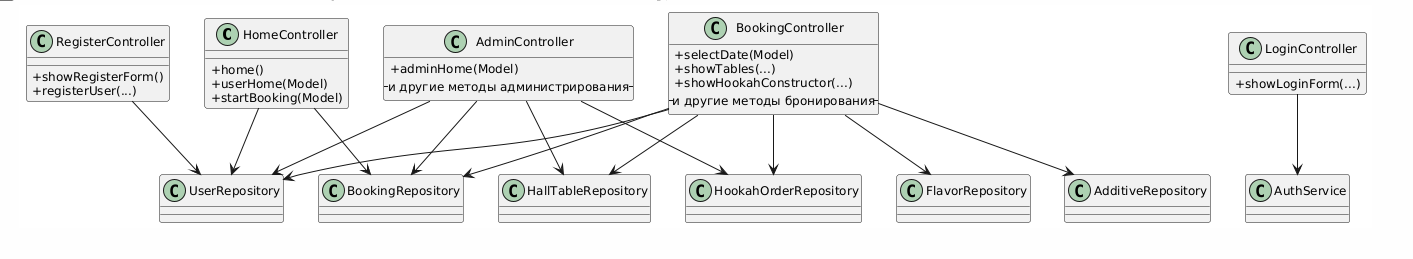 C RegisterController
+showRegisterForm()
+registerUser(...)
C HomeController
+home()
+userHome(Model)
+startBooking(Model)
C AdminController
+adminHome(Model)
и другие методы администрирования
C BookingController
+selectDate(Model)
+showTables(...)
+showHookahConstructor(...)
и другие методы бронирования
C LoginController
+showLoginForm(...)
C UserRepository
C BookingRepository
C HallTableRepository
C HookahOrderRepository
C FlavorRepository
C AdditiveRepository
C AuthService